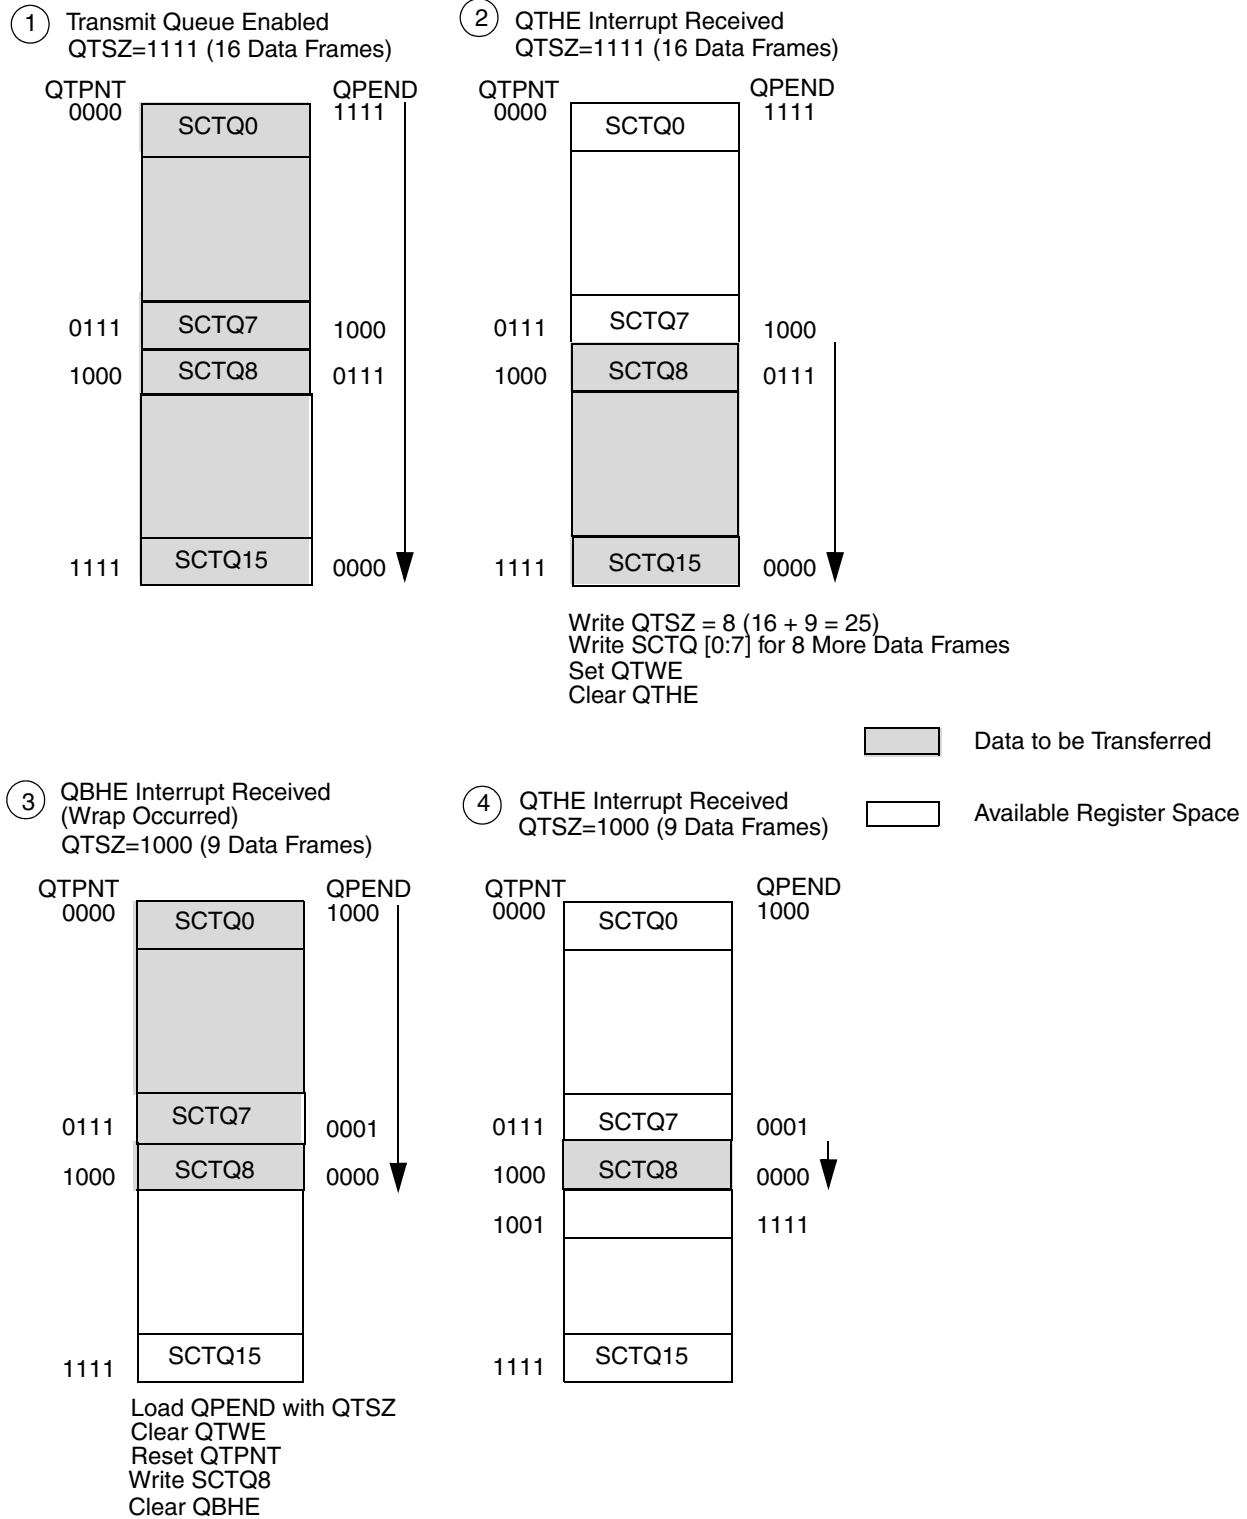 1 Transmit Queue Enabled
QTSZ=1111 (16 Data Frames)
QTPNT QPEND
0000 SCTQ0 1111
0111 SCTQ7 1000
1000 SCTQ8 0111
1111 SCTQ15 0000
2 QTHE Interrupt Received
QTSZ=1111 (16 Data Frames)
QTPNT QPEND
0000 SCTQ0 1111
0111 SCTQ7 1000
1000 SCTQ8 0111
1111 SCTQ15 0000
Write QTSZ = 8 (16 + 9 = 25)
Write SCTQ [0:7] for 8 More Data Frames
Set QTWE
Clear QTHE
Data to be Transferred
Available Register Space
3 QBHE Interrupt Received
(Wrap Occurred)
QTSZ=1000 (9 Data Frames)
QTPNT QPEND
0000 SCTQ0 1000
0111 SCTQ7 0001
1000 SCTQ8 0000
1111 SCTQ15
Load QPEND with QTSZ
Clear QTWE
Reset QTPNT
Write SCTQ8
Clear QBHE
4 QTHE Interrupt Received
QTSZ=1000 (9 Data Frames)
QTPNT QPEND
0000 SCTQ0 1000
0111 SCTQ7 0001
1000 SCTQ8 0000
1001 1111
1111 SCTQ15